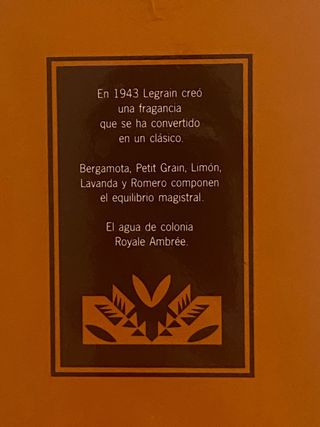 En 1943 Legrain creó
una fragancia
que se ha convertido
en un clásico.
Bergamota, Petit Grain, Limón,
Lavanda y Romero componen
el equilibrio magistral.
El agua de colonia
Royale Ambrée.